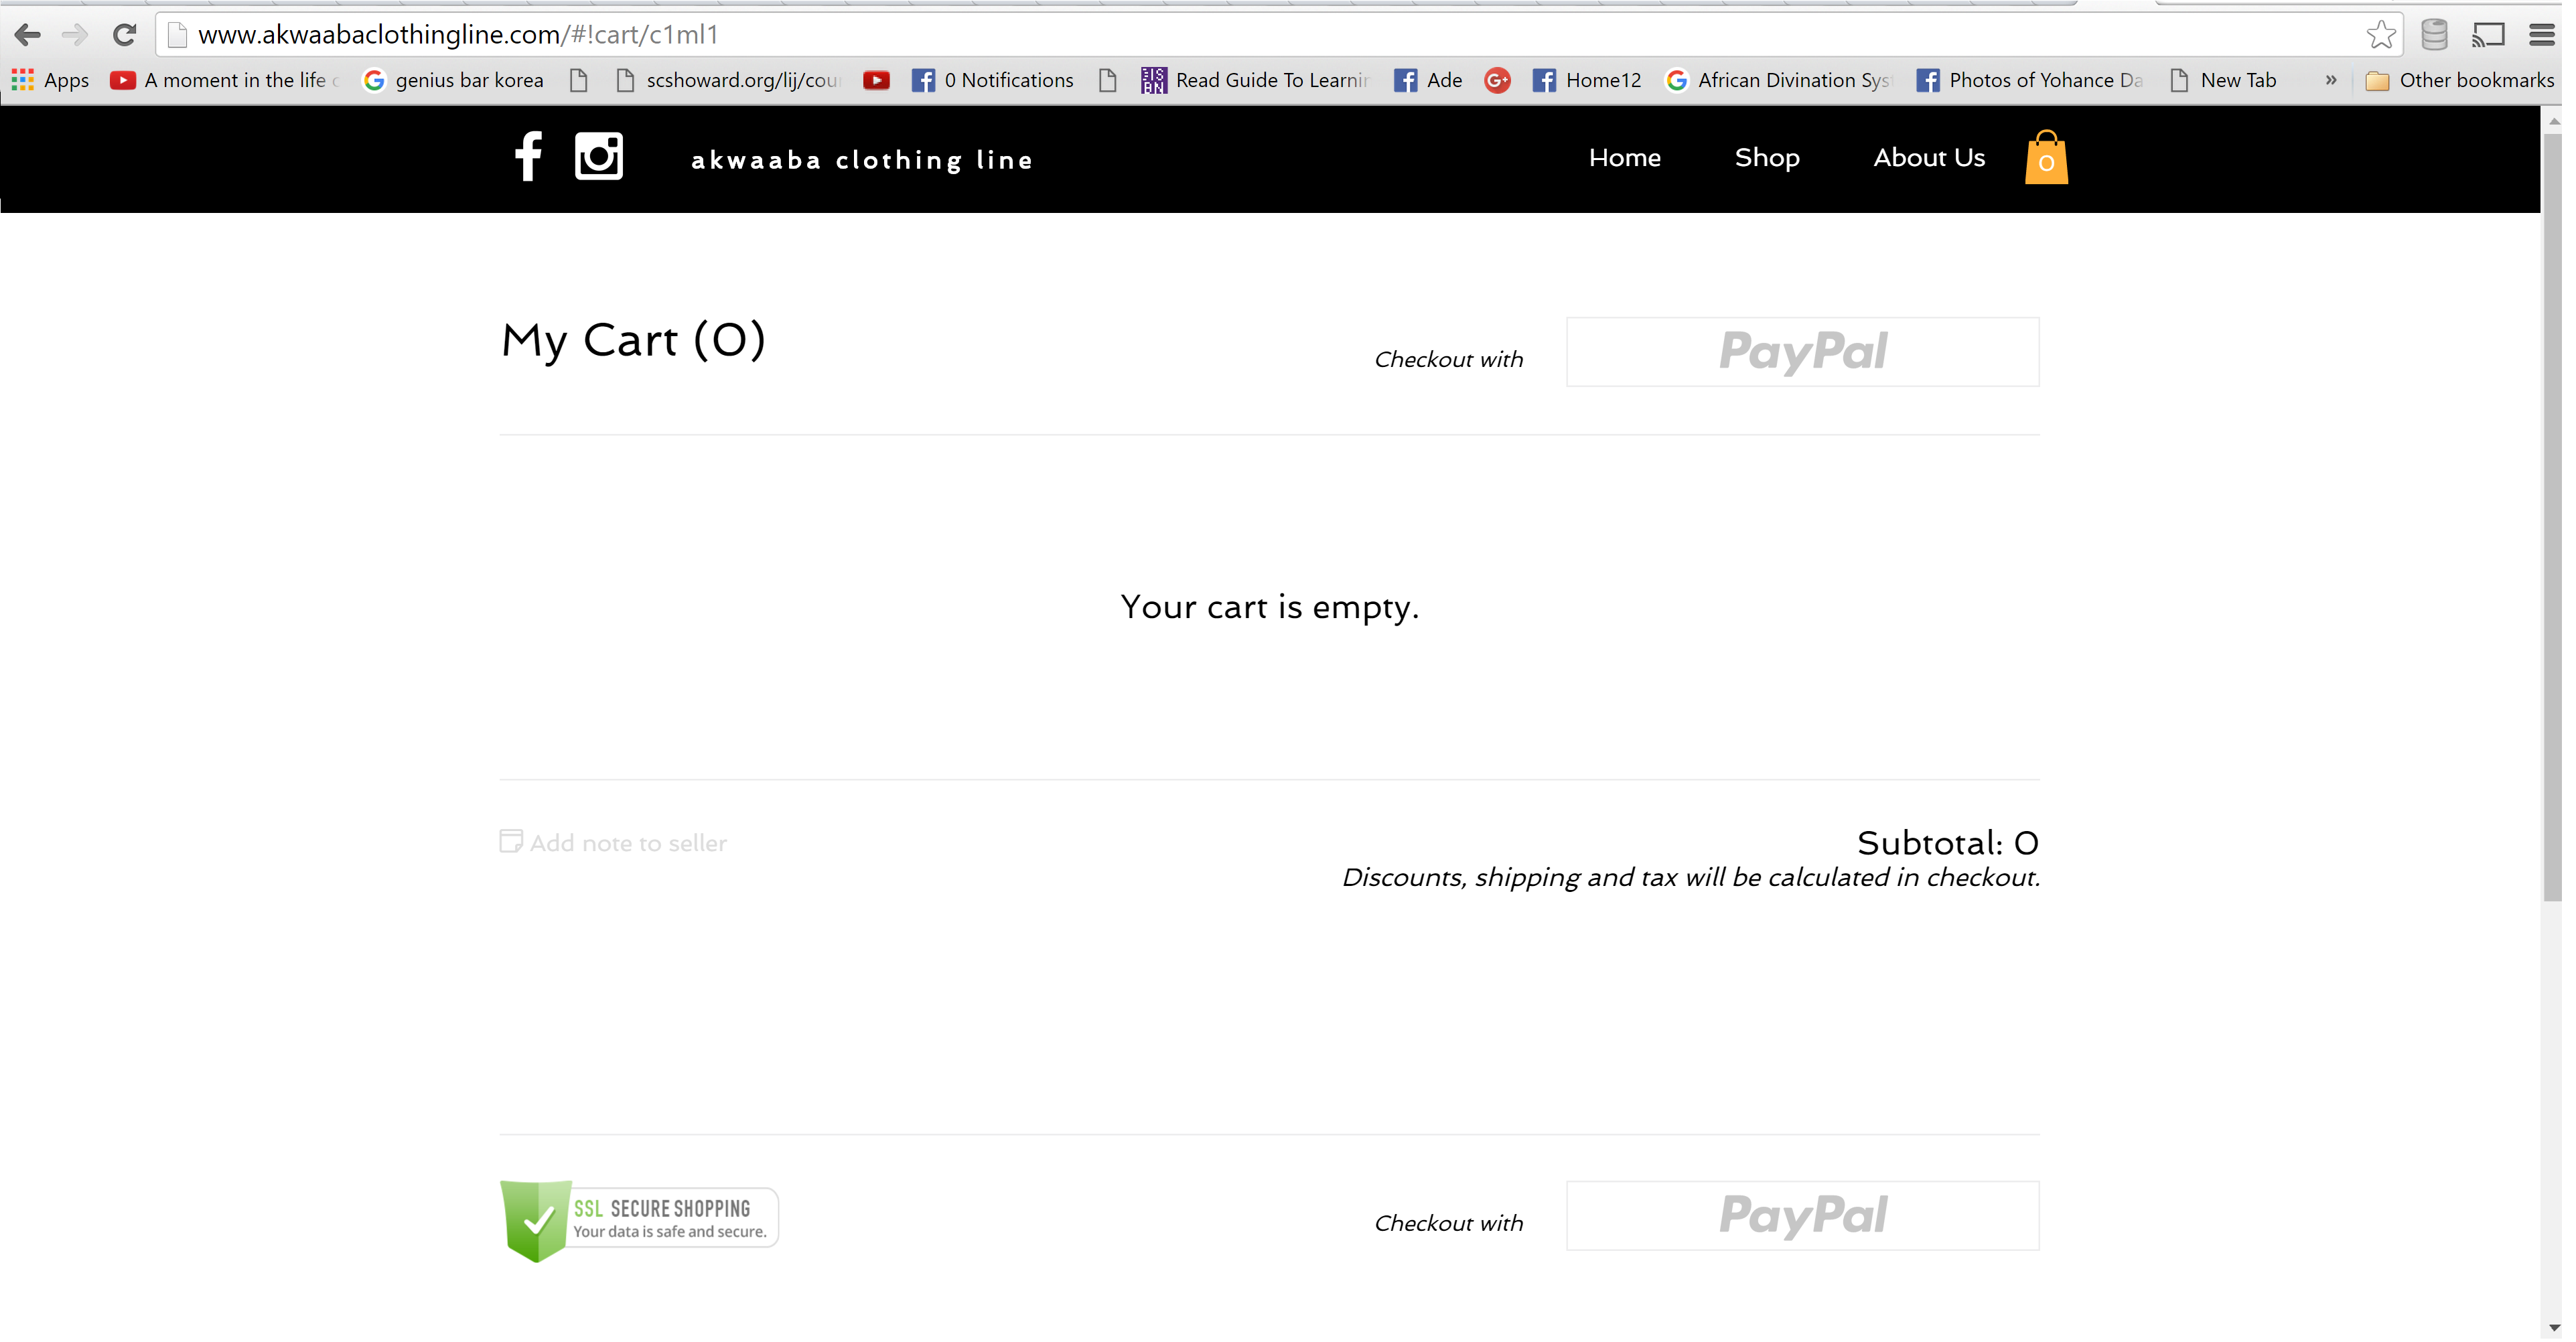 www.akwaabaclothingline.com/#!cart/c1ml1
Apps A moment in the life genius bar korea scshoward.org/lij/cou 0 Notifications Read Guide To Learnin Ade G+ Home12 African Divination Sys Photos of Yohance Da New Tab » Other bookmarks
akwaaba clothing line Home Shop About Us 0
My Cart (0)
Checkout with PayPal
Your cart is empty.
Add note to seller Subtotal: 0
Discounts, shipping and tax will be calculated in checkout.
SSL SECURE SHOPPING
Your data is safe and secure.
Checkout with PayPal